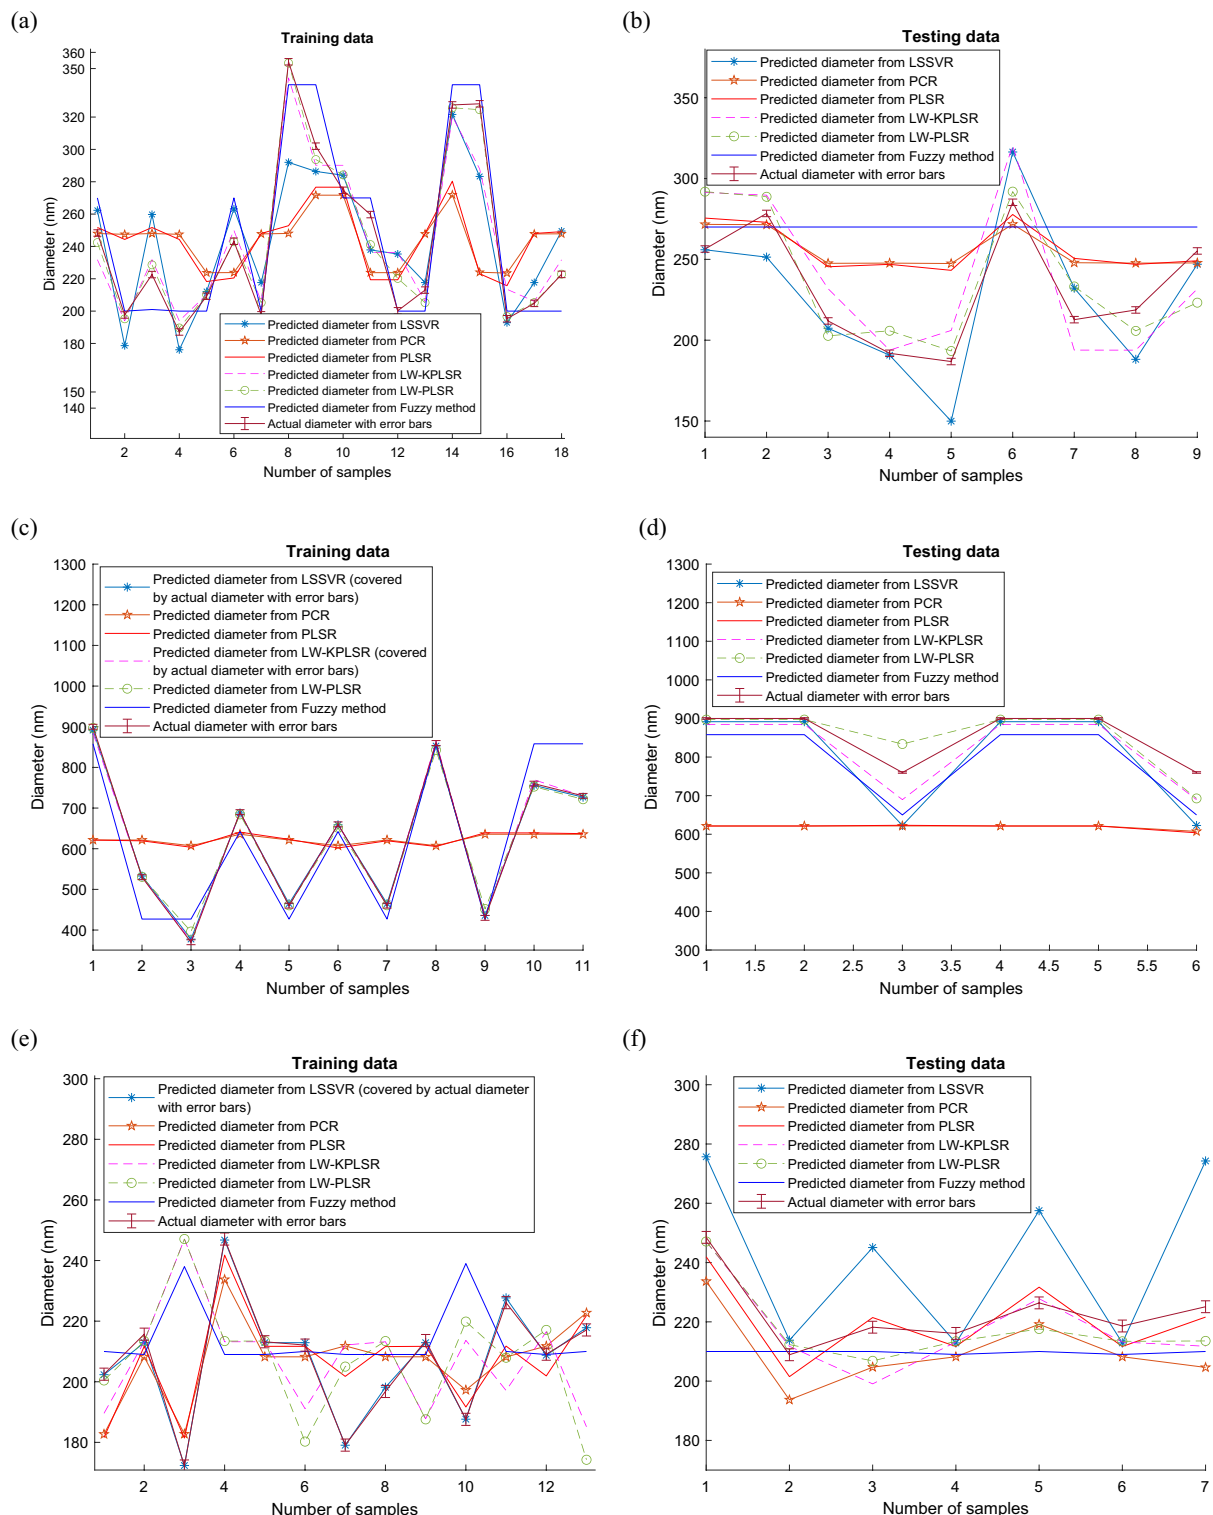 (a)
Training data
360
350
320
300
280
260
240
220
200
180
150
140
Diameter (nm)
Predicted diameter from LSSVR
Predicted diameter from PCR
Predicted diameter from PLSR
Predicted diameter from LW-KPLSR
Predicted diameter from LW-PLSR
Predicted diameter from Fuzzy method
Actual diameter with error bars
2 4 6 8 10 12 14 16 18
Number of samples
(b)
Testing data
350
300
250
200
150
Diameter (nm)
Predicted diameter from LSSVR
Predicted diameter from PCR
Predicted diameter from PLSR
Predicted diameter from LW-KPLSR
Predicted diameter from LW-PLSR
Predicted diameter from Fuzzy method
Actual diameter with error bars
1 2 3 4 5 6 7 8 9
Number of samples
(c)
Training data
1300
1200
1100
1000
900
800
700
600
500
400
Diameter (nm)
Predicted diameter from LSSVR (covered
by actual diameter with error bars)
Predicted diameter from PCR
Predicted diameter from PLSR
Predicted diameter from LW-KPLSR (covered
by actual diameter with error bars)
Predicted diameter from LW-PLSR
Predicted diameter from Fuzzy method
Actual diameter with error bars
1 2 3 4 5 6 7 8 9 10 11
Number of samples
(d)
Testing data
1300
1200
1100
1000
900
800
700
600
500
400
300
Diameter (nm)
Predicted diameter from LSSVR
Predicted diameter from PCR
Predicted diameter from PLSR
Predicted diameter from LW-KPLSR
Predicted diameter from LW-PLSR
Predicted diameter from Fuzzy method
Actual diameter with error bars
1 1.5 2 2.5 3 3.5 4 4.5 5 5.5 6
Number of samples
(e)
Training data
300
280
260
240
220
200
180
Diameter (nm)
Predicted diameter from LSSVR (covered by actual diameter
with error bars)
Predicted diameter from PCR
Predicted diameter from PLSR
Predicted diameter from LW-KPLSR
Predicted diameter from LW-PLSR
Predicted diameter from Fuzzy method
Actual diameter with error bars
2 4 6 8 10 12
Number of samples
(f)
Testing data
300
280
260
240
220
200
180
Diameter (nm)
Predicted diameter from LSSVR
Predicted diameter from PCR
Predicted diameter from PLSR
Predicted diameter from LW-KPLSR
Predicted diameter from LW-PLSR
Predicted diameter from Fuzzy method
Actual diameter with error bars
1 2 3 4 5 6 7
Number of samples